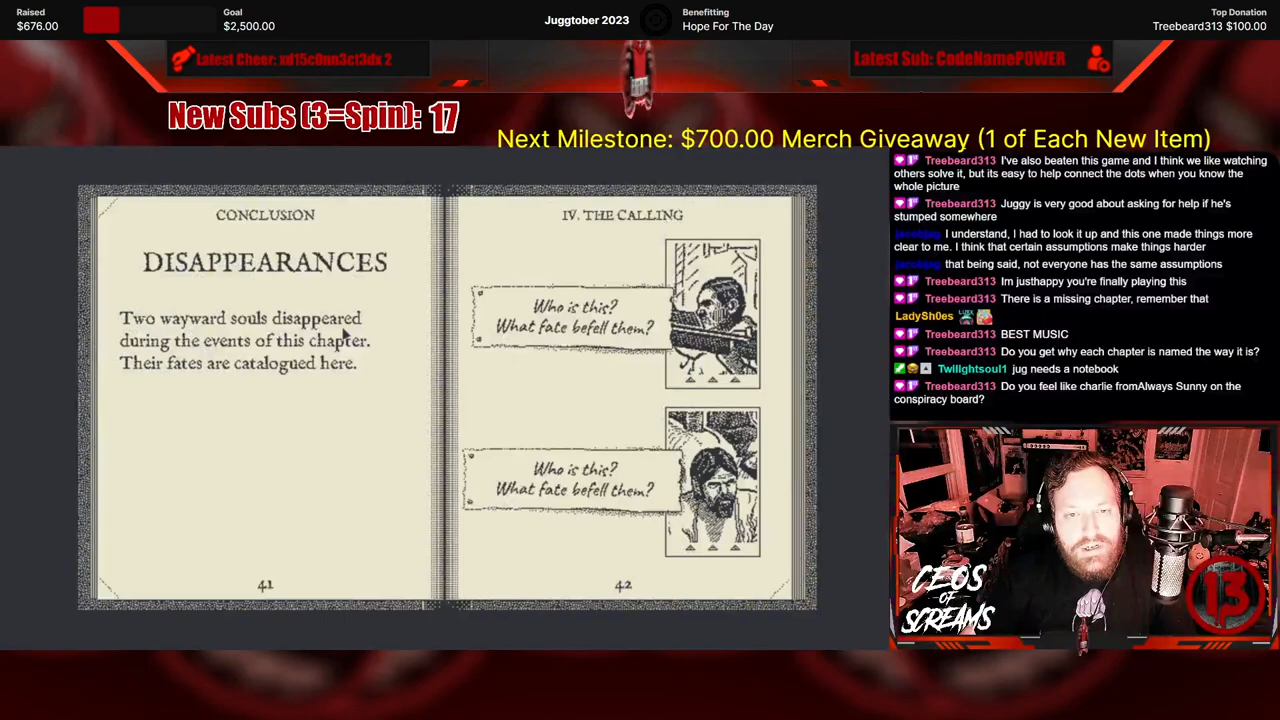 Raised
$676.00
Goal
$2,500.00
Juggtober 2023
Benefitting
Hope For The Day
Top Donation
Treebeard313 $100.00
Latest Cheer: xd15c0nn3ct3dx 2
Latest Sub: CodeNamePOWER
New Subs (3=Spin): 17
Next Milestone: $700.00 Merch Giveaway (1 of Each New Item)
CONCLUSION
DISAPPEARANCES
Two wayward souls disappeared
during the events of this chapter.
Their fates are catalogued here.
41
IV. THE CALLING
Who is this?
What fate befell them?
Who is this?
What fate befell them?
42
Treebeard313 I've also beaten this game and I think we like watching
others solve it, but its easy to help connect the dots when you know the
whole picture
Treebeard313 Juggy is very good about asking for help if he's
stumped somewhere
I understand, I had to look it up and this one made things more
clear to me. I think that certain assumptions make things harder
that being said, not everyone has the same assumptions
Treebeard313 Im justhappy you're finally playing this
Treebeard313 There is a missing chapter, remember that
LadySh0es
Treebeard313 BEST MUSIC
Treebeard313 Do you get why each chapter is named the way it is?
Twilightsoul1 jug needs a notebook
Treebeard313 Do you feel like charlie fromAlways Sunny on the
conspiracy board?
CEOS
OF
SCREAMS
13